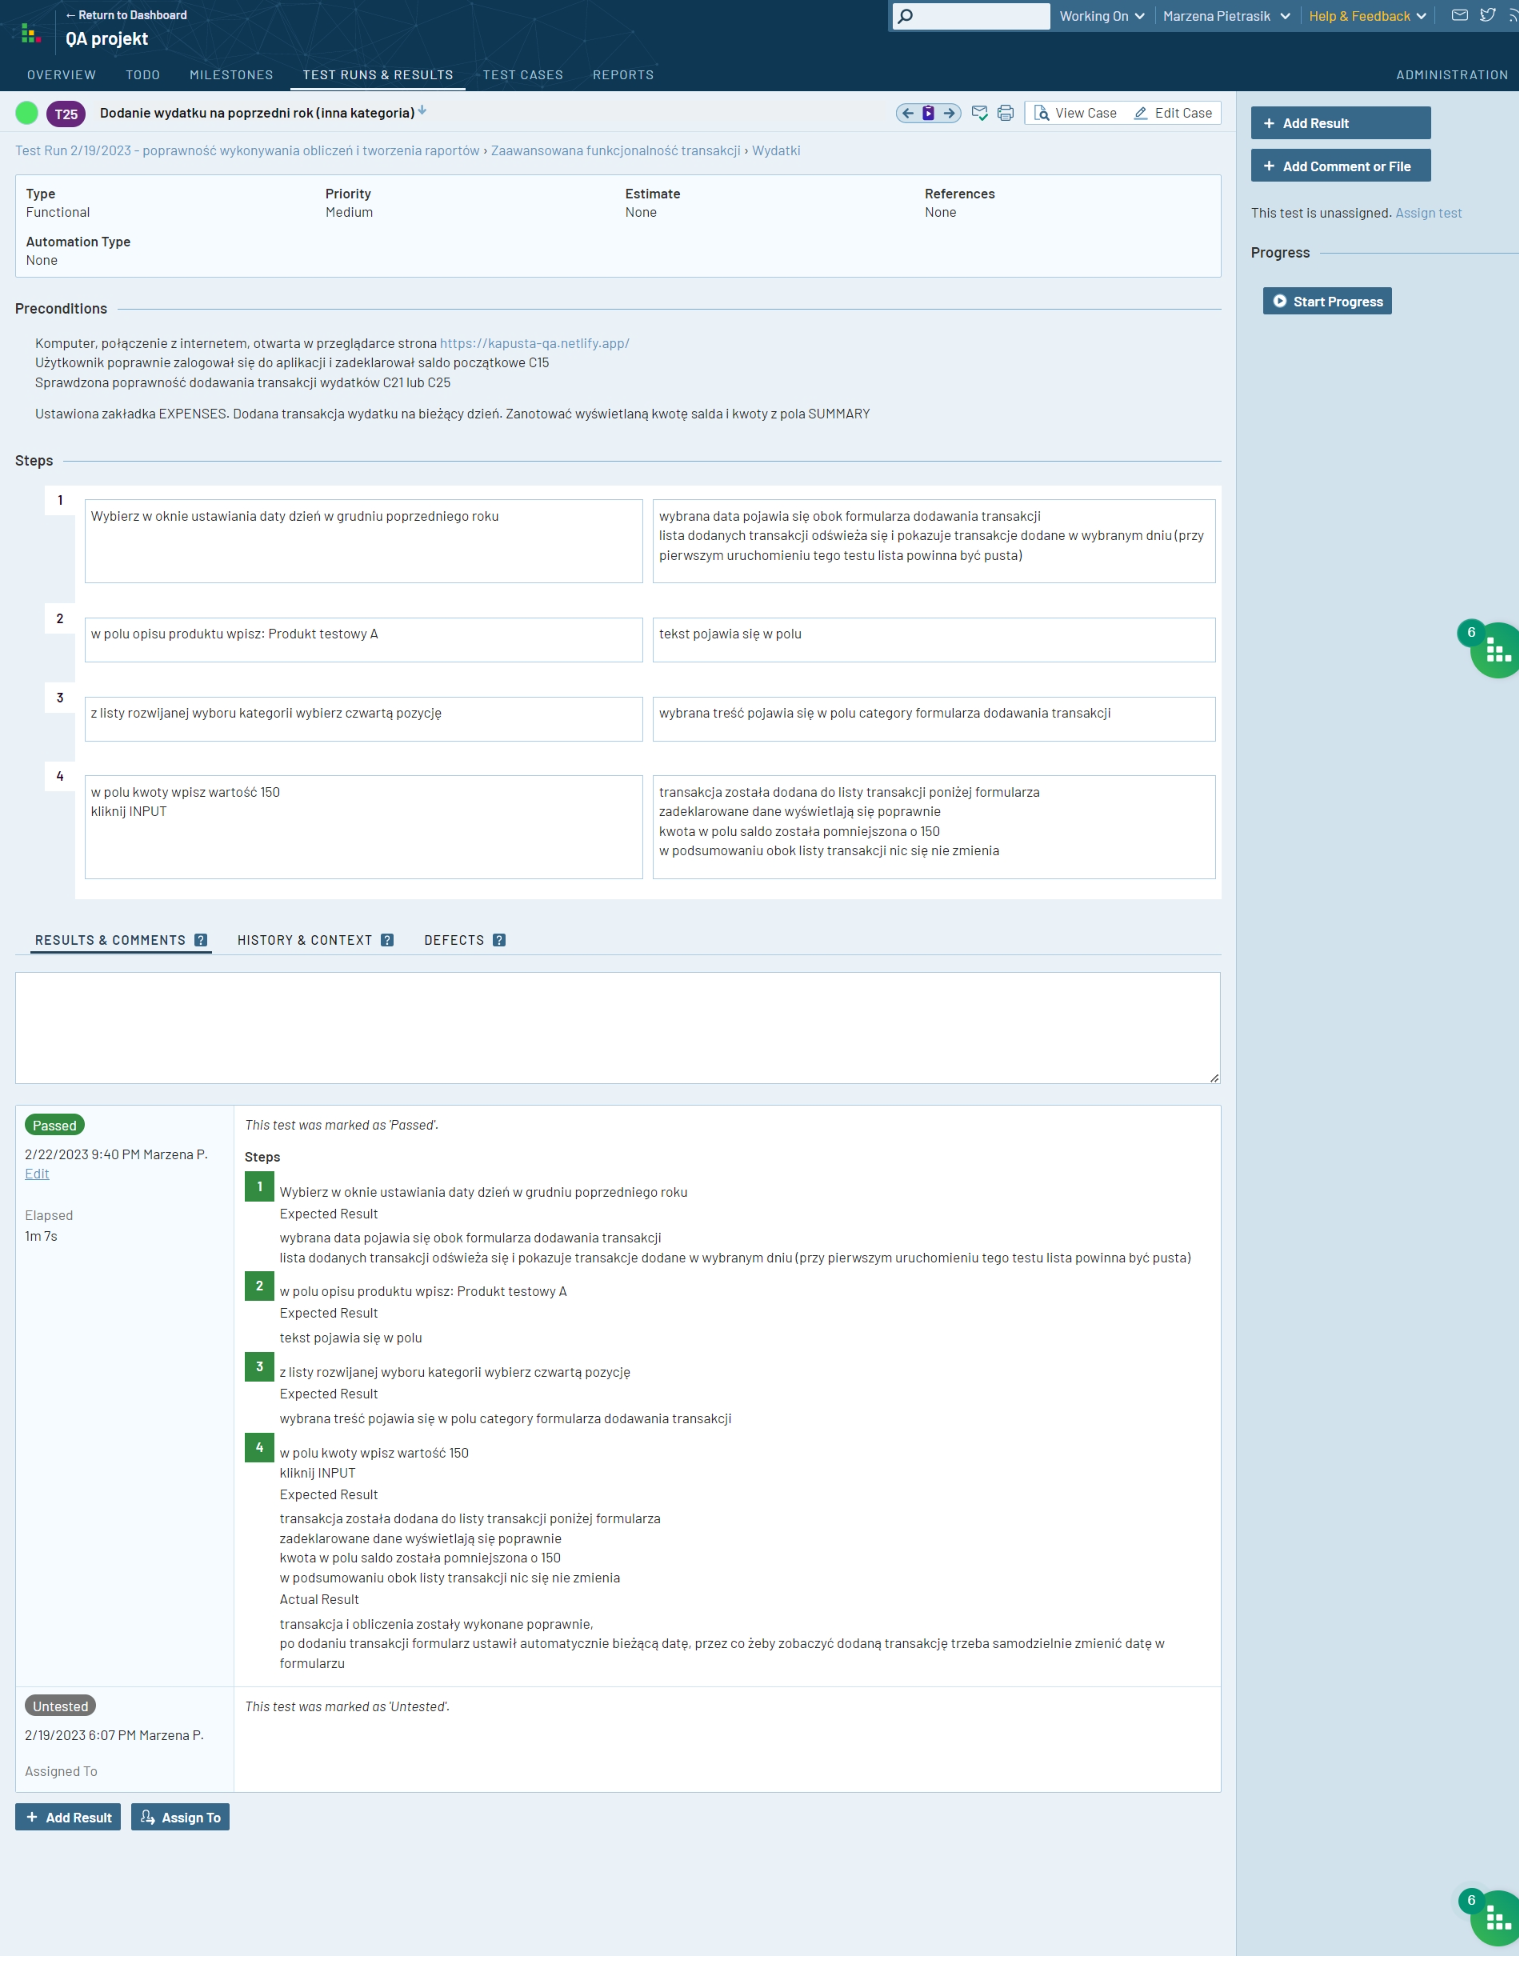 ← Return to Dashboard
QA projekt
Working On
Marzena Pietrasik
Help & Feedback
OVERVIEW TODO MILESTONES TEST RUNS & RESULTS TEST CASES REPORTS ADMINISTRATION
T25 Dodanie wydatku na poprzedni rok (inna kategoria)
View Case Edit Case
Test Run 2/19/2023 - poprawność wykonywania obliczeń i tworzenia raportów › Zaawansowana funkcjonalność transakcji › Wydatki
Type Priority Estimate References
Functional Medium None None
Automation Type
None
+ Add Result
+ Add Comment or File
This test is unassigned. Assign test
Progress
Start Progress
Preconditions
Komputer, połączenie z internetem, otwarta w przeglądarce strona https://kapusta-qa.netlify.app/
Użytkownik poprawnie zalogował się do aplikacji i zadeklarował saldo początkowe C15
Sprawdzona poprawność dodawania transakcji wydatków C21 lub C25
Ustawiona zakładka EXPENSES. Dodana transakcja wydatku na bieżący dzień. Zanotować wyświetlaną kwotę salda i kwoty z pola SUMMARY
Steps
1
Wybierz w oknie ustawiania daty dzień w grudniu poprzedniego roku
wybrana data pojawia się obok formularza dodawania transakcji
lista dodanych transakcji odświeża się i pokazuje transakcje dodane w wybranym dniu (przy
pierwszym uruchomieniu tego testu lista powinna być pusta)
2
w polu opisu produktu wpisz: Produkt testowy A
tekst pojawia się w polu
3
z listy rozwijanej wyboru kategorii wybierz czwartą pozycję
wybrana treść pojawia się w polu category formularza dodawania transakcji
4
w polu kwoty wpisz wartość 150
kliknij INPUT
transakcja została dodana do listy transakcji poniżej formularza
zadeklarowane dane wyświetlają się poprawnie
kwota w polu saldo została pomniejszona o 150
w podsumowaniu obok listy transakcji nic się nie zmienia
6
RESULTS & COMMENTS ? HISTORY & CONTEXT ? DEFECTS ?
Passed
2/22/2023 9:40 PM Marzena P.
Edit
Elapsed
1m 7s
This test was marked as 'Passed'.
Steps
1
Wybierz w oknie ustawiania daty dzień w grudniu poprzedniego roku
Expected Result
wybrana data pojawia się obok formularza dodawania transakcji
lista dodanych transakcji odświeża się i pokazuje transakcje dodane w wybranym dniu (przy pierwszym uruchomieniu tego testu lista powinna być pusta)
2
w polu opisu produktu wpisz: Produkt testowy A
Expected Result
tekst pojawia się w polu
3
z listy rozwijanej wyboru kategorii wybierz czwartą pozycję
Expected Result
wybrana treść pojawia się w polu category formularza dodawania transakcji
4
w polu kwoty wpisz wartość 150
kliknij INPUT
Expected Result
transakcja została dodana do listy transakcji poniżej formularza
zadeklarowane dane wyświetlają się poprawnie
kwota w polu saldo została pomniejszona o 150
w podsumowaniu obok listy transakcji nic się nie zmienia
Actual Result
transakcja i obliczenia zostały wykonane poprawnie,
po dodaniu transakcji formularz ustawił automatycznie bieżącą datę, przez co żeby zobaczyć dodaną transakcję trzeba samodzielnie zmienić datę w
formularzu
Untested
2/19/2023 6:07 PM Marzena P.
Assigned To
This test was marked as 'Untested'.
+ Add Result
Assign To
6